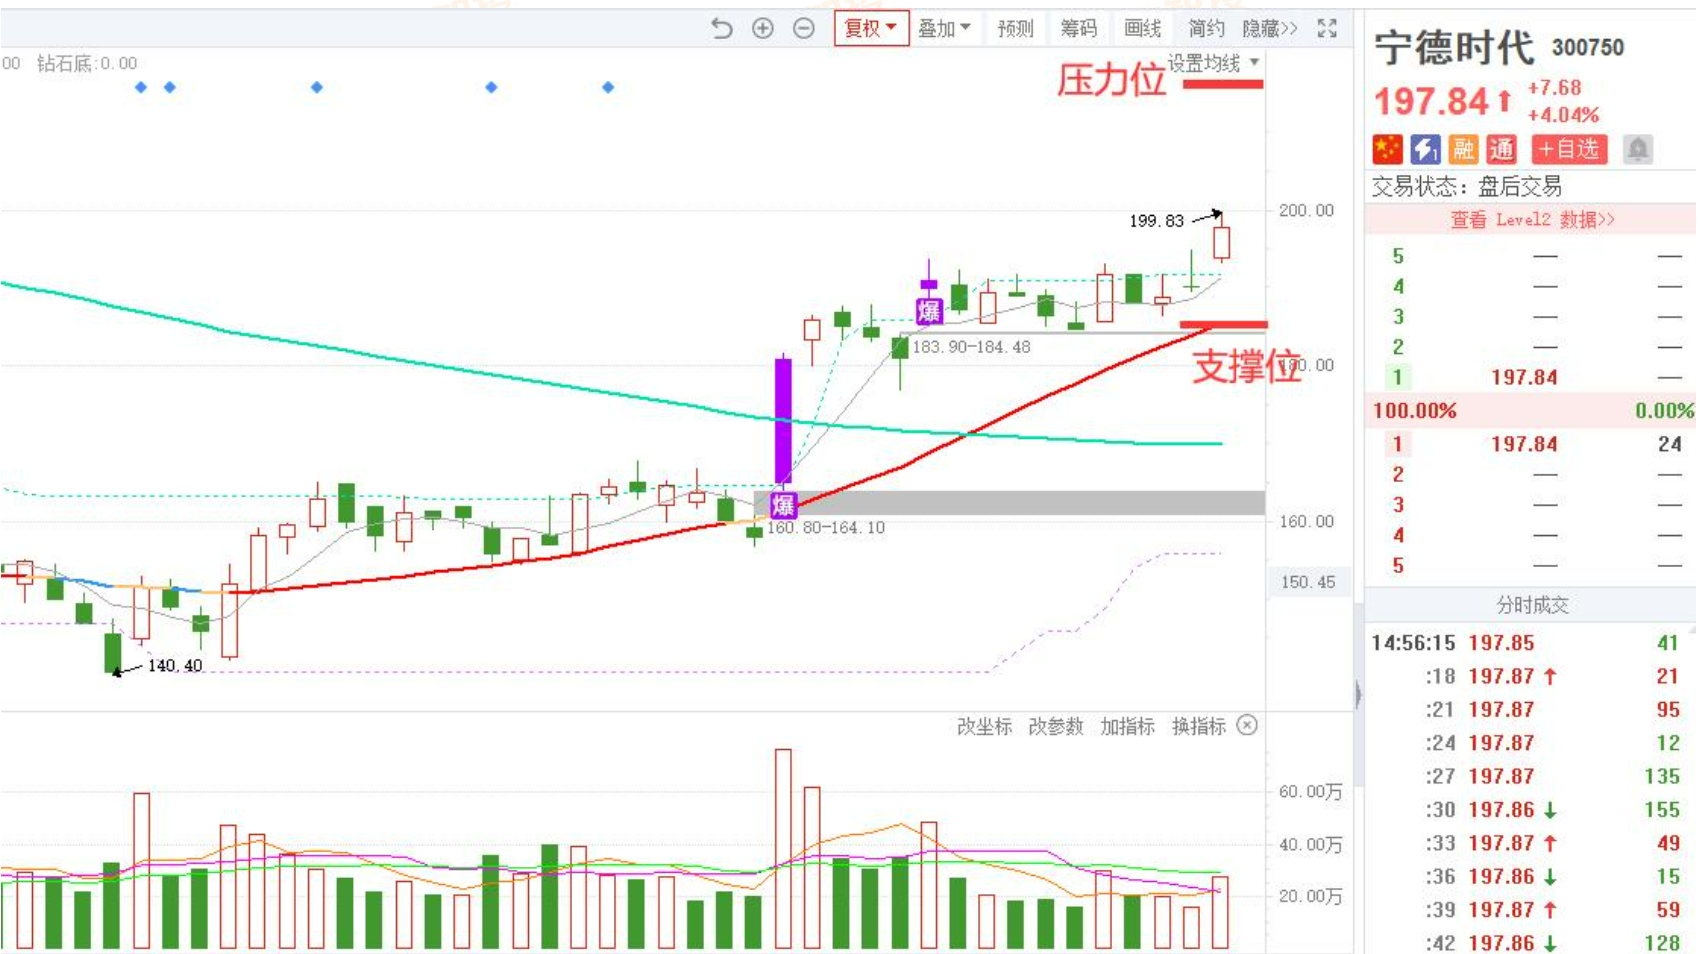 复权 叠加 预测 筹码 画线 简约 隐藏>>
00 钻石底:0.00
设置均线
压力位
199.83
200.00
爆
183.90-184.48
支撑位
180.00
爆
160.80-164.10
160.00
150.45
140.40
改坐标 改参数 加指标 换指标
60.00万
40.00万
20.00万
宁德时代 300750
197.84 ↑ +7.68
+4.04%
1 融 通 +自选
交易状态: 盘后交易
查看 Level2 数据>>
5 — —
4 — —
3 — —
2 — —
1 197.84 —
100.00% 0.00%
1 197.84 24
2 — —
3 — —
4 — —
5 — —
分时成交
14:56:15 197.85 41
:18 197.87 ↑ 21
:21 197.87 95
:24 197.87 12
:27 197.87 135
:30 197.86 ↓ 155
:33 197.87 ↑ 49
:36 197.86 ↓ 15
:39 197.87 ↑ 59
:42 197.86 ↓ 128